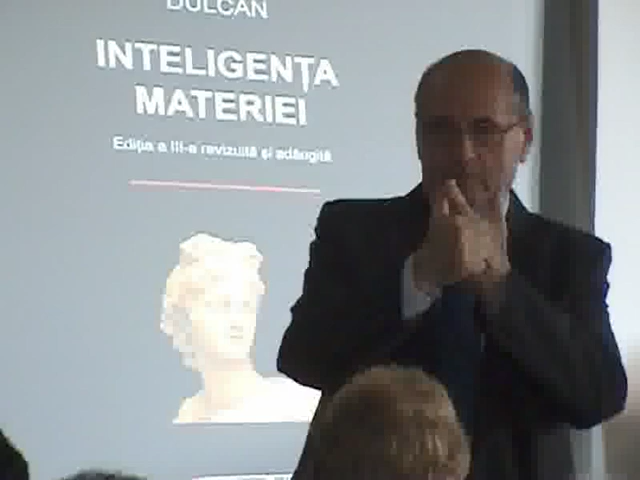 DULCAN
INTELIGENȚA
MATERIEI
Ediția a III-a revizuită și adăugită